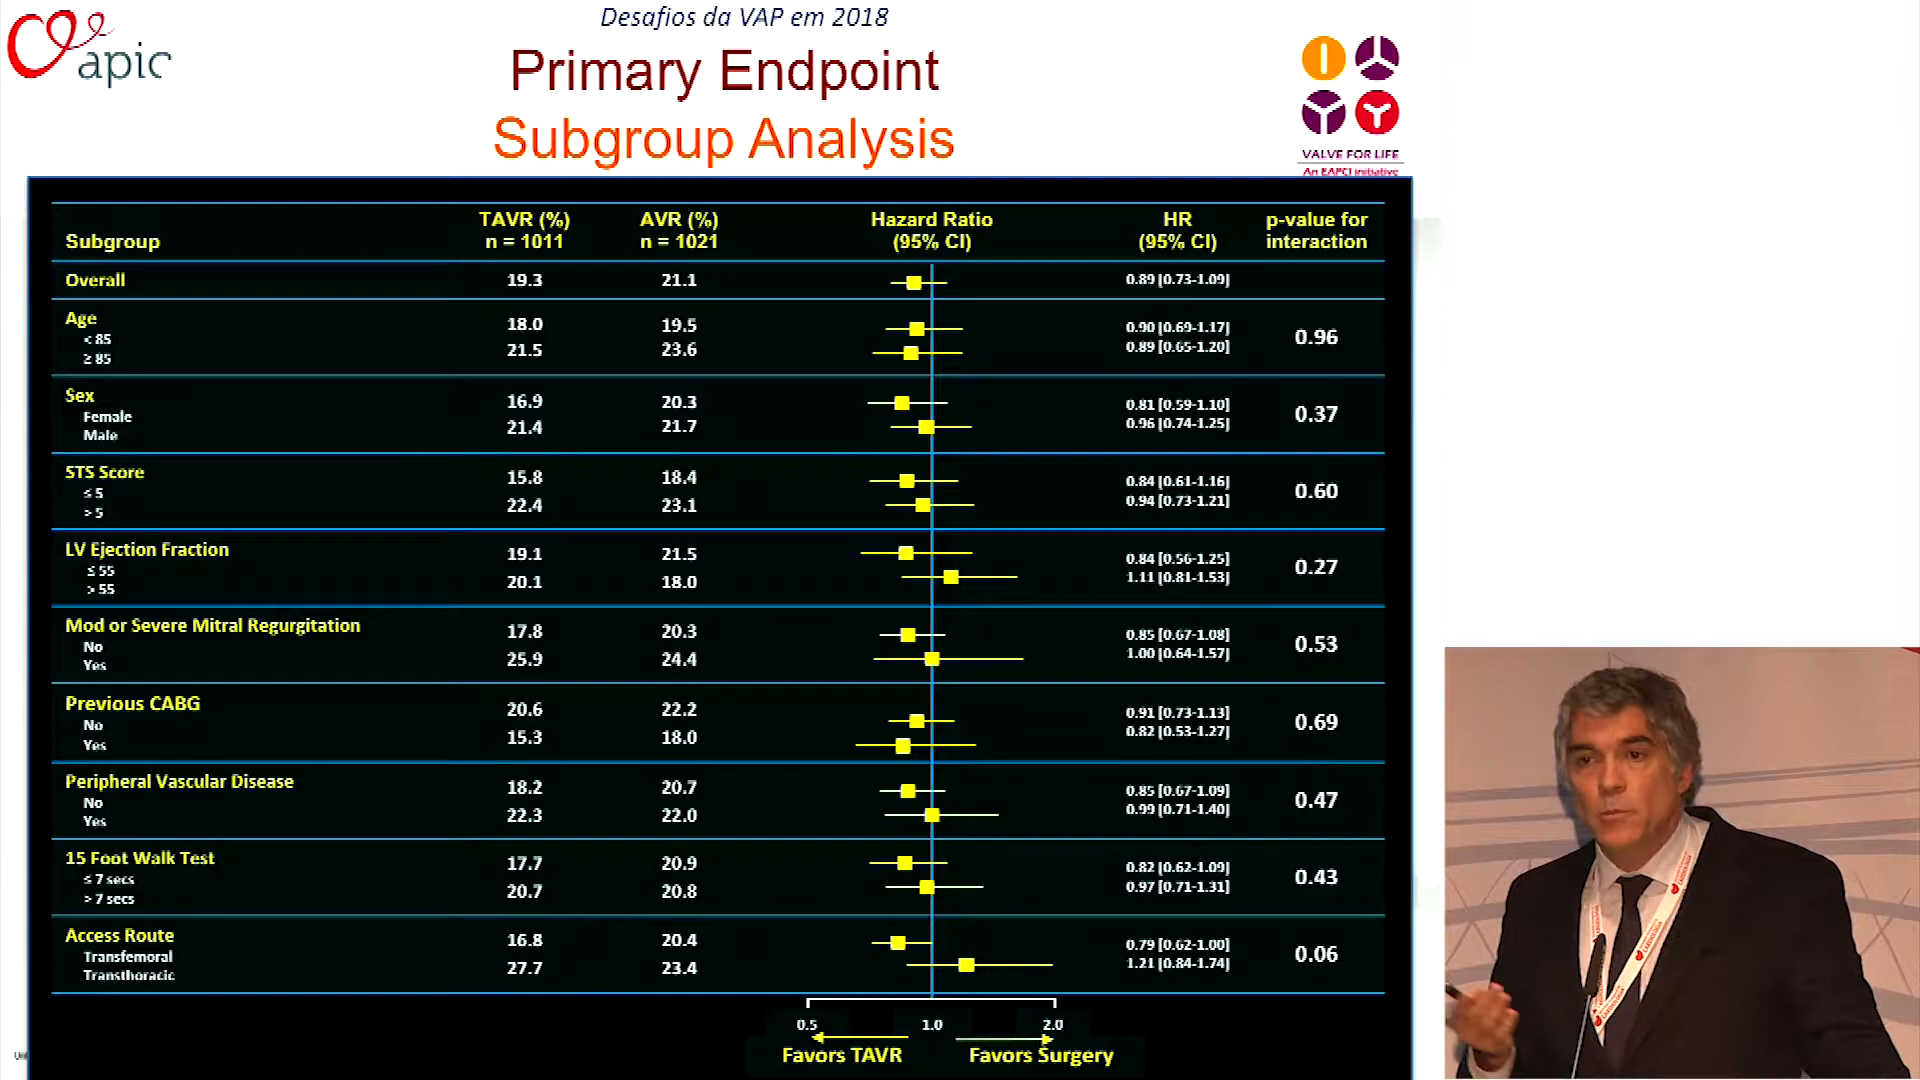 Desafios da VAP em 2018
apic
Primary Endpoint
Subgroup Analysis
VALVE FOR LIFE
An EAPCI initiative
Subgroup TAVR (%) n = 1011 AVR (%) n = 1021 Hazard Ratio (95% CI) HR (95% CI) p-value for interaction
Overall 19.3 21.1 0.89 [0.73-1.09]
Age 0.96
< 85 18.0 19.5 0.90 [0.69-1.17]
≥ 85 21.5 23.6 0.89 [0.65-1.20]
Sex 0.37
Female 16.9 20.3 0.81 [0.59-1.10]
Male 21.4 21.7 0.96 [0.74-1.25]
STS Score 0.60
≤ 5 15.8 18.4 0.84 [0.61-1.16]
> 5 22.4 23.1 0.94 [0.73-1.21]
LV Ejection Fraction 0.27
≤ 55 19.1 21.5 0.84 [0.56-1.25]
> 55 20.1 18.0 1.11 [0.81-1.53]
Mod or Severe Mitral Regurgitation 0.53
No 17.8 20.3 0.85 [0.67-1.08]
Yes 25.9 24.4 1.00 [0.64-1.57]
Previous CABG 0.69
No 20.6 22.2 0.91 [0.73-1.13]
Yes 15.3 18.0 0.82 [0.53-1.27]
Peripheral Vascular Disease 0.47
No 18.2 20.7 0.85 [0.67-1.09]
Yes 22.3 22.0 0.99 [0.71-1.40]
15 Foot Walk Test 0.43
≤ 7 secs 17.7 20.9 0.82 [0.62-1.09]
> 7 secs 20.7 20.8 0.97 [0.71-1.31]
Access Route 0.06
Transfemoral 16.8 20.4 0.79 [0.62-1.00]
Transthoracic 27.7 23.4 1.21 [0.84-1.74]
0.5 1.0 2.0
Favors TAVR Favors Surgery